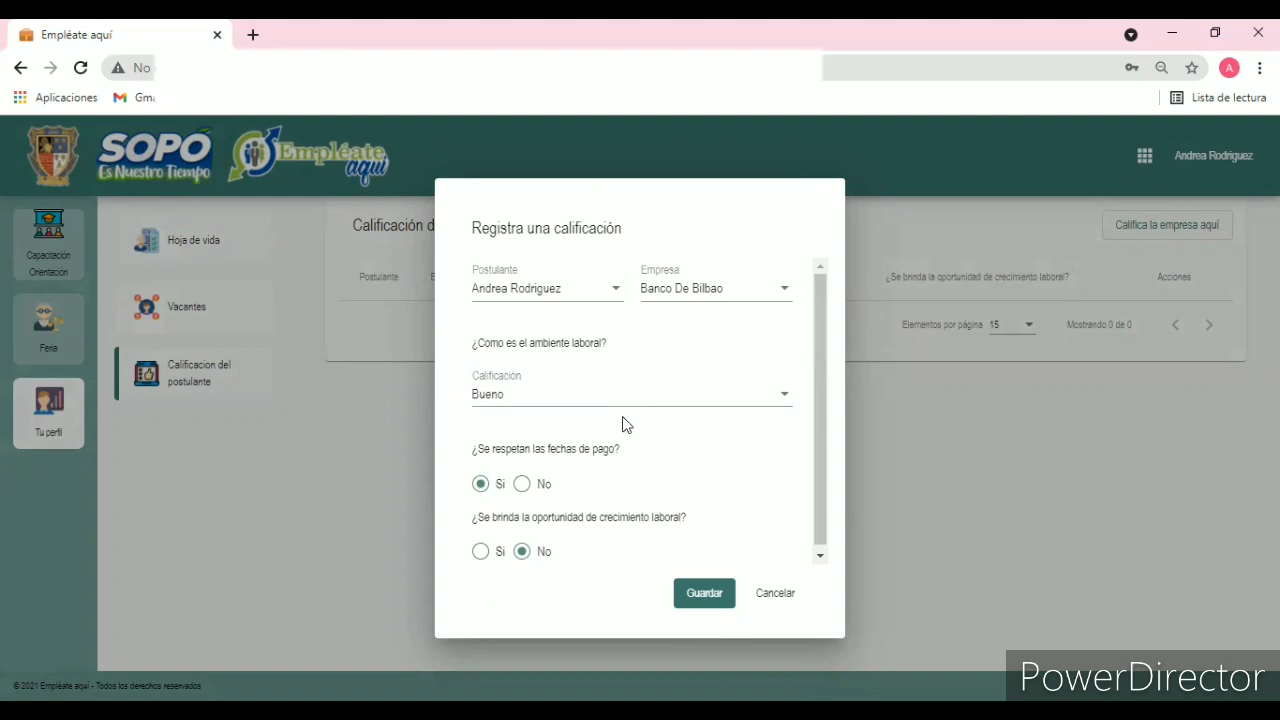 Empléate aquí
No
Aplicaciones
Lista de lectura
A
SOPÓ
Es Nuestro Tiempo
Empléate
aquí
Andrea Rodriguez
Capacitación
Orientación
Feria
Tu perfil
Hoja de vida
Vacantes
Calificacion del
postulante
Calificación d
Califica la empresa aquí
Postulante
E
¿Se brinda la oportunidad de crecimiento laboral?
Acciones
Elementos por página 15
Mostrando 0 de 0
Registra una calificación
Postulante
Andrea Rodriguez
Empresa
Banco De Bilbao
¿Como es el ambiente laboral?
Calificación
Bueno
¿Se respetan las fechas de pago?
Si No
¿Se brinda la oportunidad de crecimiento laboral?
Si No
Guardar Cancelar
© 2021 Empléate aquí - Todos los derechos reservados
PowerDirector